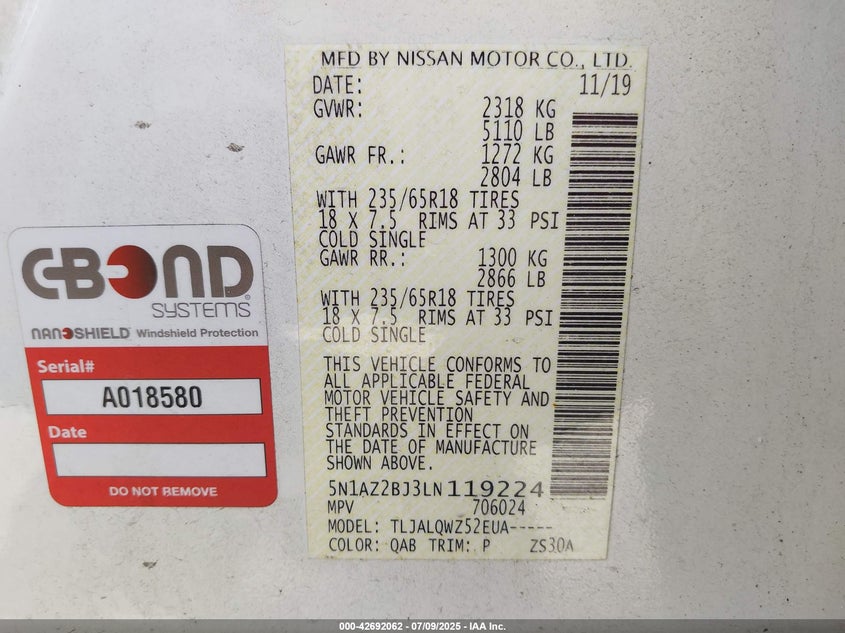 MFD BY NISSAN MOTOR CO., LTD.
DATE: 11/19
GVWR: 2318 KG
5110 LB
GAWR FR.: 1272 KG
2804 LB
WITH 235/65R18 TIRES
18 X 7.5 RIMS AT 33 PSI
COLD SINGLE
GAWR RR.: 1300 KG
2866 LB
WITH 235/65R18 TIRES
18 X 7.5 RIMS AT 33 PSI
COLD SINGLE
THIS VEHICLE CONFORMS TO
ALL APPLICABLE FEDERAL
MOTOR VEHICLE SAFETY AND
THEFT PREVENTION
STANDARDS IN EFFECT ON
THE DATE OF MANUFACTURE
SHOWN ABOVE.
5N1AZ2BJ3LN119224
MPV 706024
MODEL: TLJALQWZ52EUA-----
COLOR: QAB TRIM: P ZS30A
C-BOND
SYSTEMS®
NANOSHIELD™ Windshield Protection
Serial#
A018580
Date
DO NOT REMOVE
000-42692062 - 07/09/2025 - IAA Inc.